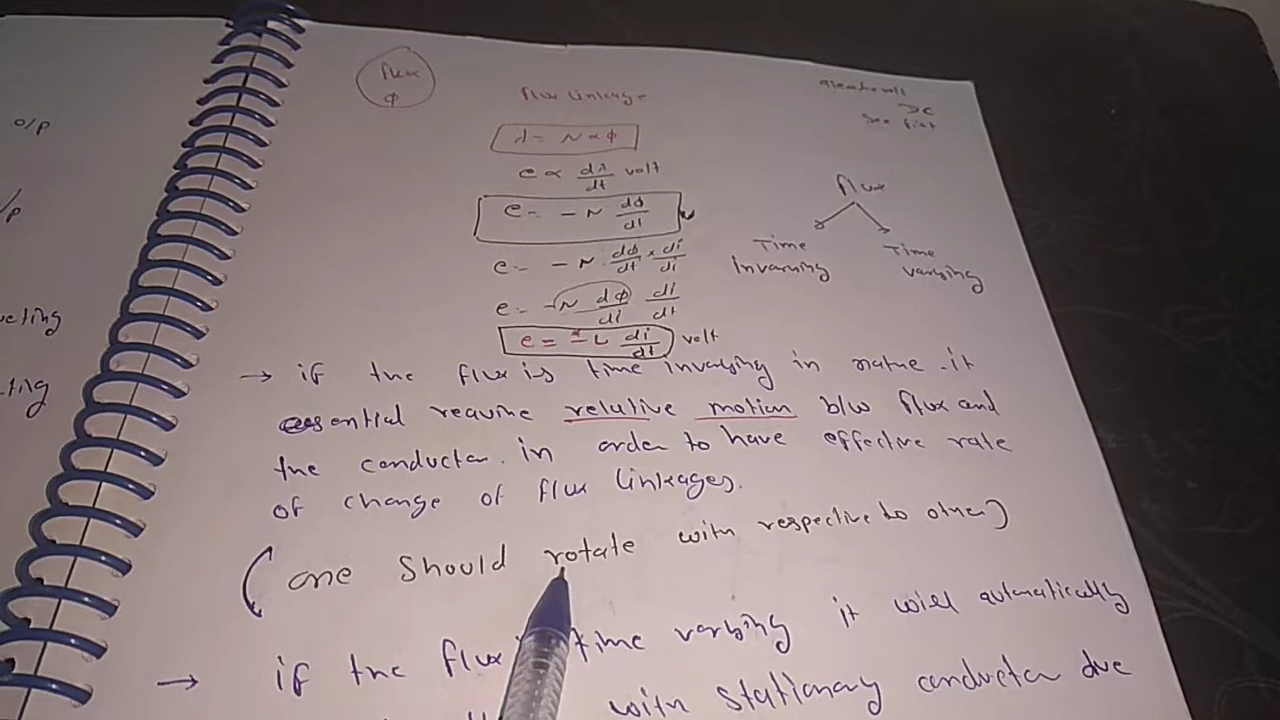 o/p
/p
ucting
ting
flux
φ
flux linkage
λ = N × φ
e ∝ dλ/dt volt
e = - N dφ/dt
e = - N dφ/dt × di/di
e = - N dφ/di di/dt
e = - L di/dt volt
flux
Time Invarying
Time varying
→ if the flux is time invarying in nature. it
essential require relative motion b/w flux and
the conductor. in order to have effective rate
of change of flux linkages.
(one should rotate with respective to other)
→ if the flux time varying it will automatically
with stationary conductor due